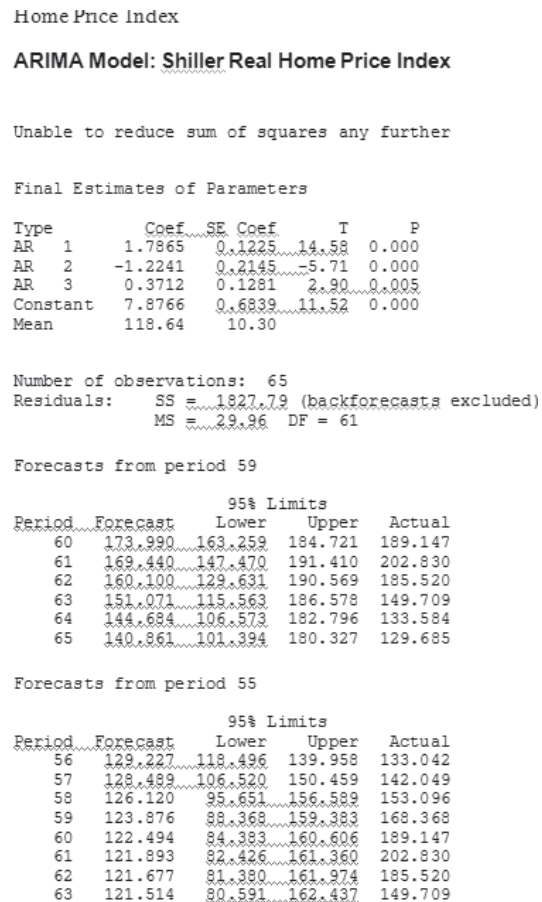 Home Price Index
ARIMA Model: Shiller Real Home Price Index
Unable to reduce sum of squares any further
Final Estimates of Parameters
Type Coef SE Coef T P
AR 1 1.7865 0.1225 14.58 0.000
AR 2 -1.2241 0.2145 -5.71 0.000
AR 3 0.3712 0.1281 2.90 0.005
Constant 7.8766 0.6839 11.52 0.000
Mean 118.64 10.30
Number of observations: 65
Residuals: SS = 1827.79 (backforecasts excluded)
MS = 29.96 DF = 61
Forecasts from period 59
95% Limits
Period Forecast Lower Upper Actual
60 173.990 163.259 184.721 189.147
61 169.440 147.470 191.410 202.830
62 160.100 129.631 190.569 185.520
63 151.071 115.563 186.578 149.709
64 144.684 106.573 182.796 133.584
65 140.861 101.394 180.327 129.685
Forecasts from period 55
95% Limits
Period Forecast Lower Upper Actual
56 129.227 118.496 139.958 133.042
57 128.489 106.520 150.459 142.049
58 126.120 95.651 156.589 153.096
59 123.876 88.368 159.383 168.368
60 122.494 84.383 160.606 189.147
61 121.893 82.426 161.360 202.830
62 121.677 81.380 161.974 185.520
63 121.514 80.591 162.437 149.709